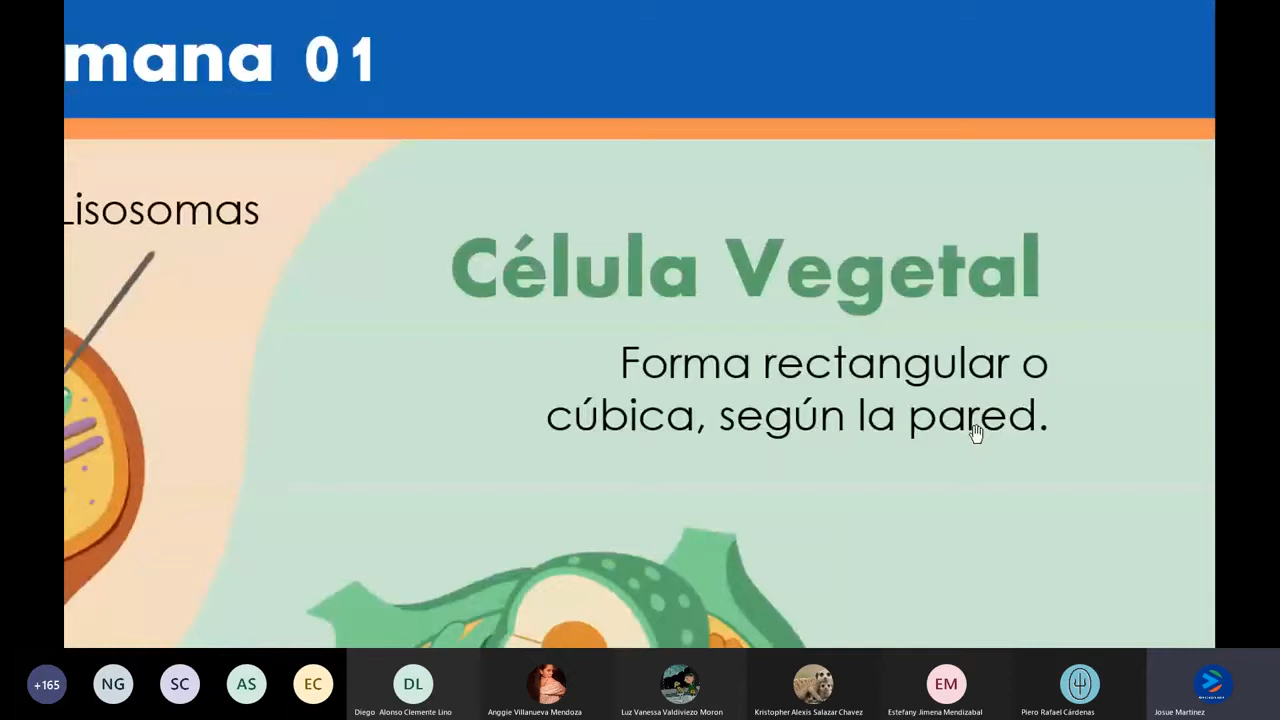 mana 01
Lisosomas
Célula Vegetal
Forma rectangular o
cúbica, según la pared.
+165
NG
SC
AS
EC
DL
EM
Diego Alonso Clemente Lino
Anggie Villanueva Mendoza
Luz Vanessa Valdiviezo Moron
Kristopher Alexis Salazar Chavez
Estefany Jimena Mendizabal
Piero Rafael Cárdenas
Josue Martinez